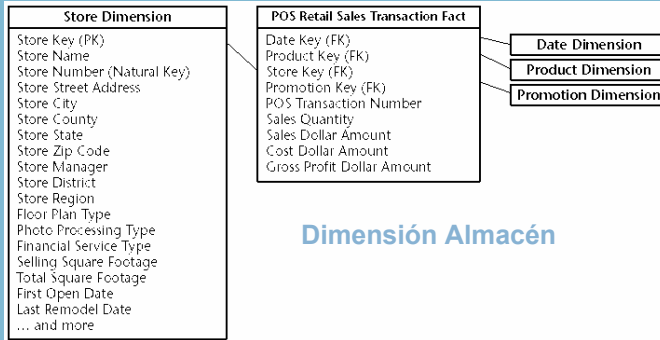 Store Dimension
Store Key (PK)
Store Name
Store Number (Natural Key)
Store Street Address
Store City
Store County
Store State
Store Zip Code
Store Manager
Store District
Store Region
Floor Plan Type
Photo Processing Type
Financial Service Type
Selling Square Footage
Total Square Footage
First Open Date
Last Remodel Date
... and more
POS Retail Sales Transaction Fact
Date Key (FK)
Product Key (FK)
Store Key (FK)
Promotion Key (FK)
POS Transaction Number
Sales Quantity
Sales Dollar Amount
Cost Dollar Amount
Gross Profit Dollar Amount
Date Dimension
Product Dimension
Promotion Dimension
Dimensión Almacén